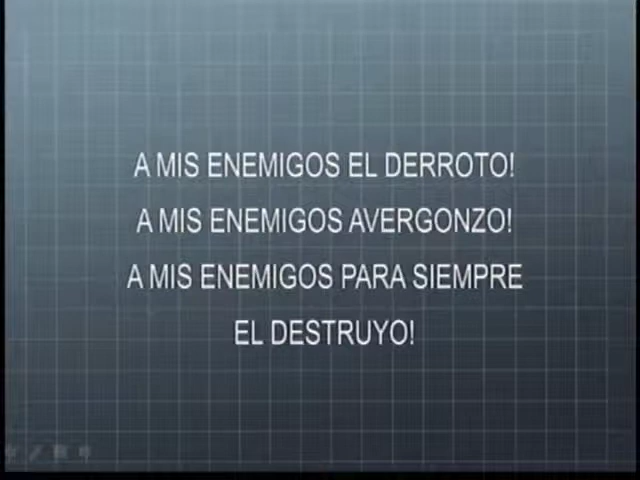 A MIS ENEMIGOS EL DERROTO!
A MIS ENEMIGOS AVERGONZO!
A MIS ENEMIGOS PARA SIEMPRE
EL DESTRUYO!